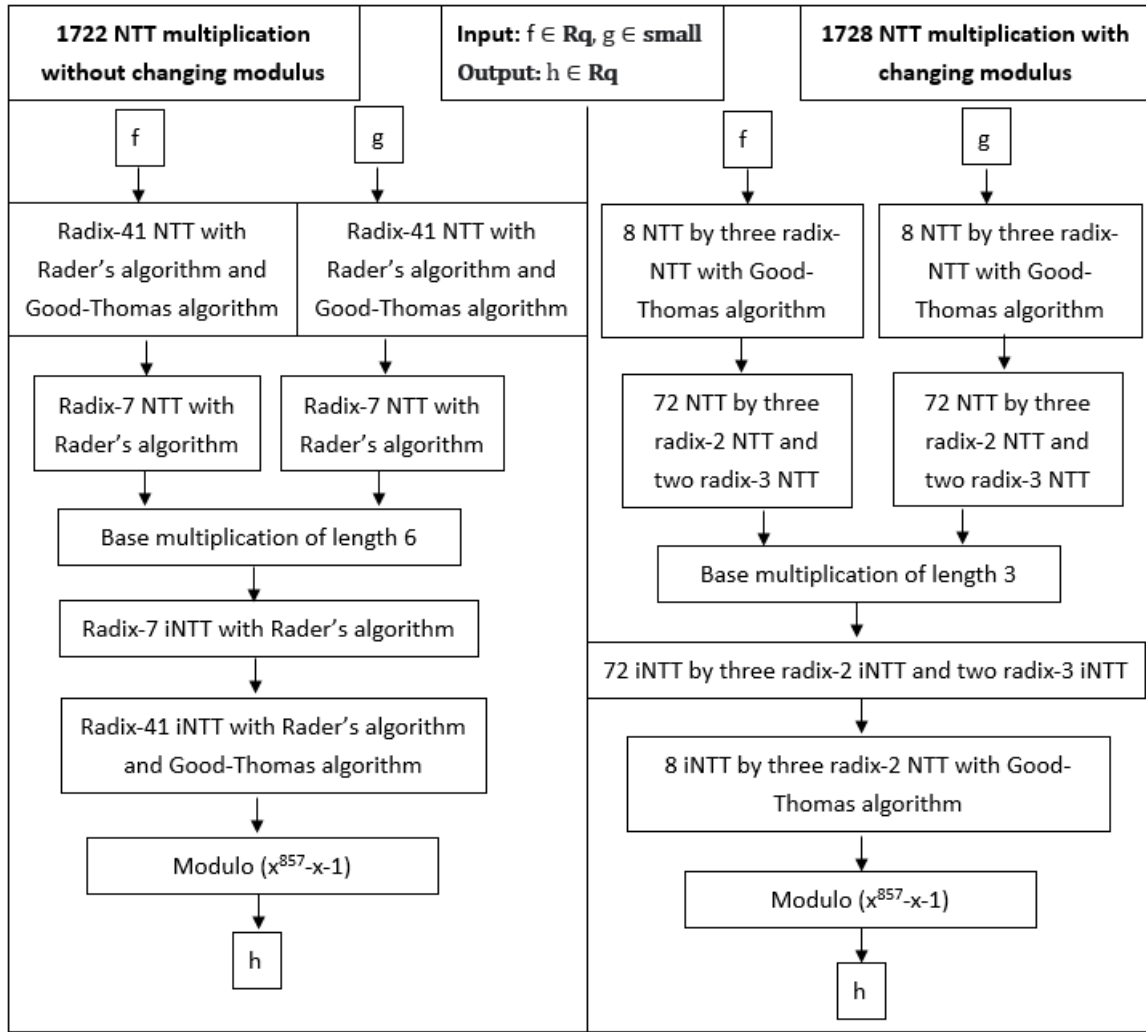 1722 NTT multiplication
without changing modulus
Input: f ∈ Rq, g ∈ small
Output: h ∈ Rq
1728 NTT multiplication with
changing modulus
f
g
Radix-41 NTT with
Rader's algorithm and
Good-Thomas algorithm
Radix-41 NTT with
Rader's algorithm and
Good-Thomas algorithm
Radix-7 NTT with
Rader's algorithm
Radix-7 NTT with
Rader's algorithm
Base multiplication of length 6
Radix-7 iNTT with Rader's algorithm
Radix-41 iNTT with Rader's algorithm
and Good-Thomas algorithm
Modulo (x⁸⁵⁷-x-1)
h
f
g
8 NTT by three radix-
NTT with Good-
Thomas algorithm
8 NTT by three radix-
NTT with Good-
Thomas algorithm
72 NTT by three
radix-2 NTT and
two radix-3 NTT
72 NTT by three
radix-2 NTT and
two radix-3 NTT
Base multiplication of length 3
72 iNTT by three radix-2 iNTT and two radix-3 iNTT
8 iNTT by three radix-2 NTT with Good-
Thomas algorithm
Modulo (x⁸⁵⁷-x-1)
h